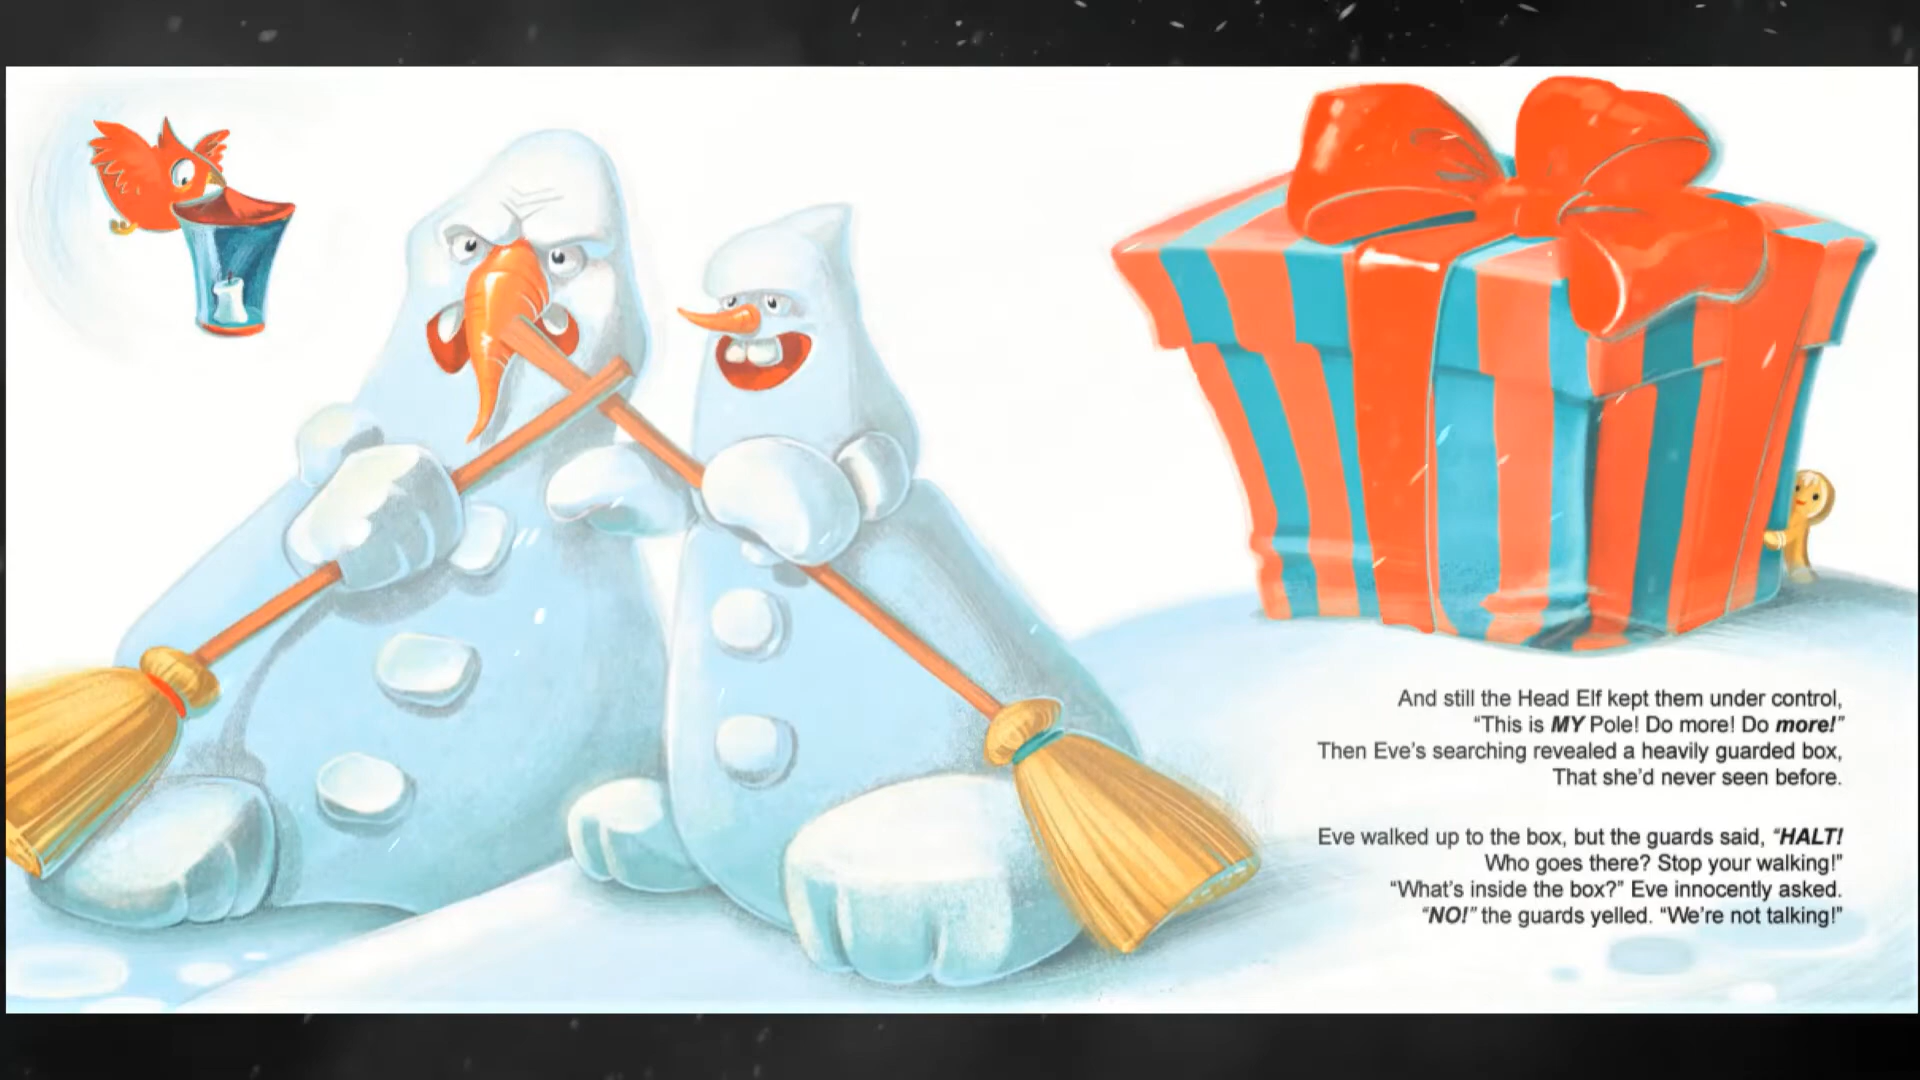 And still the Head Elf kept them under control,
“This is MY Pole! Do more! Do more!”
Then Eve’s searching revealed a heavily guarded box,
That she’d never seen before.
Eve walked up to the box, but the guards said, “HALT!
Who goes there? Stop your walking!”
“What’s inside the box?” Eve innocently asked.
“NO!” the guards yelled. “We’re not talking!”